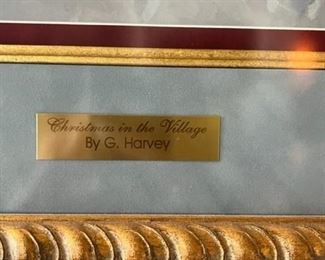 Christmas in the Village
By G. Harvey